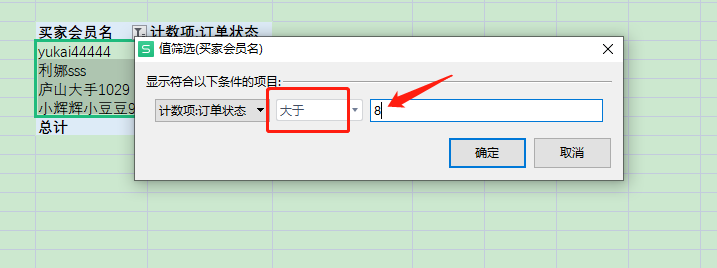 买家会员名 计数项:订单状态
yukai44444
利娜sss
庐山大手1029
小辉辉小豆豆9
总计
S 值筛选(买家会员名)
显示符合以下条件的项目:
计数项:订单状态 大于 8
确定 取消